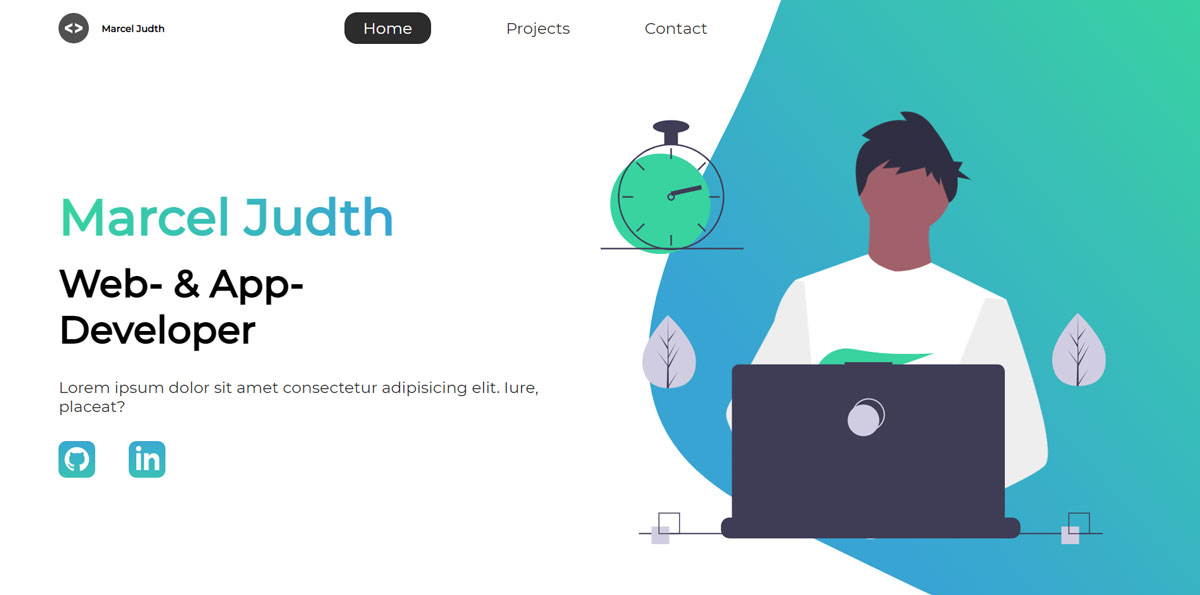 Marcel Judth
Home
Projects
Contact
Marcel Judth
Web- & App-
Developer
Lorem ipsum dolor sit amet consectetur adipisicing elit. Iure,
placeat?
in